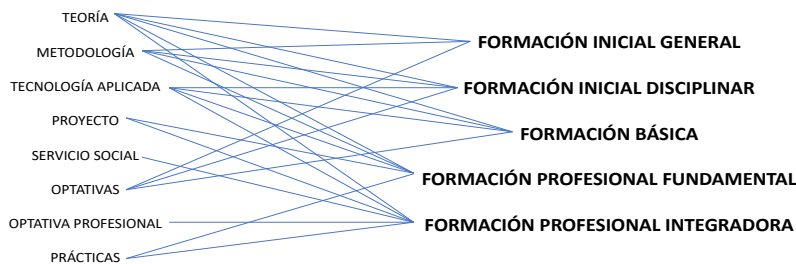 TEORÍA
METODOLOGÍA
TECNOLOGÍA APLICADA
PROYECTO
SERVICIO SOCIAL
OPTATIVAS
OPTATIVA PROFESIONAL
PRÁCTICAS
FORMACIÓN INICIAL GENERAL
FORMACIÓN INICIAL DISCIPLINAR
FORMACIÓN BÁSICA
FORMACIÓN PROFESIONAL FUNDAMENTAL
FORMACIÓN PROFESIONAL INTEGRADORA